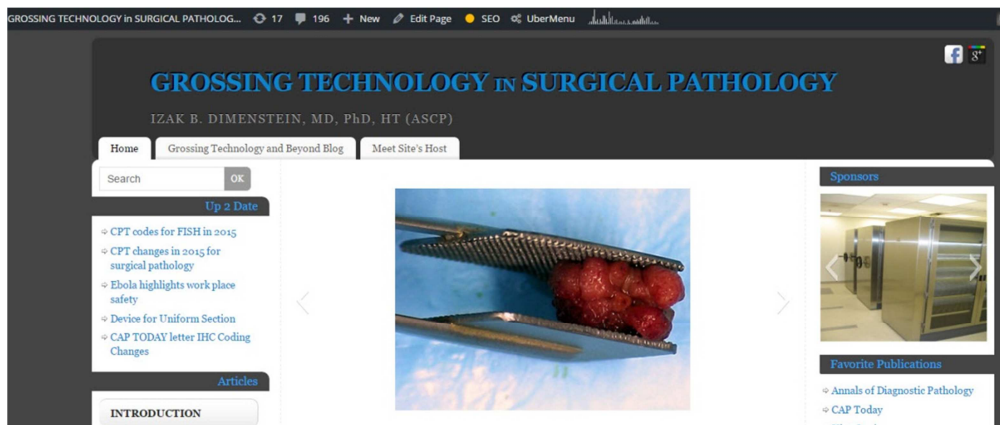 GROSSING TECHNOLOGY in SURGICAL PATHOLOG... 17 196 New Edit Page SEO UberMenu
GROSSING TECHNOLOGY IN SURGICAL PATHOLOGY
IZAK B. DIMENSTEIN, MD, PhD, HT (ASCP)
Home Grossing Technology and Beyond Blog Meet Site's Host
Search OK
Up 2 Date
CPT codes for FISH in 2015
CPT changes in 2015 for
surgical pathology
Ebola highlights work place
safety
Device for Uniform Section
CAP TODAY letter IHC Coding
Changes
Articles
INTRODUCTION
Sponsors
Favorite Publications
Annals of Diagnostic Pathology
CAP Today